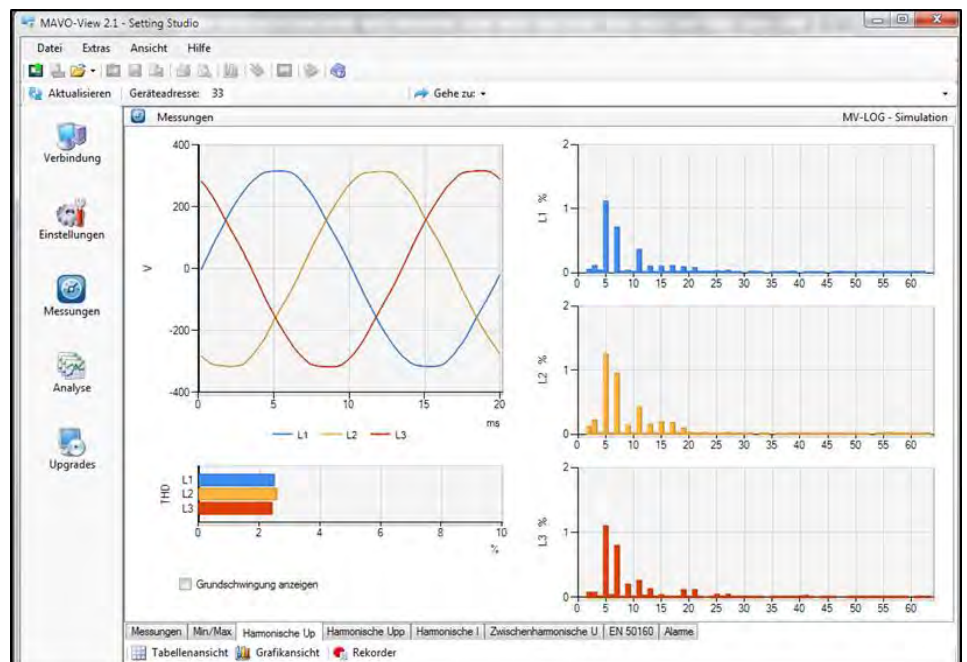 MAVO-View 2.1 - Setting Studio
Datei Extras Ansicht Hilfe
Aktualisieren Geräteadresse: 33 Gehe zu:
Messungen MV-LOG - Simulation
Verbindung
Einstellungen
Messungen
Analyse
Upgrades
400
200
0
-200
-400
V
0 5 10 15 20
ms
L1 L2 L3
THD
L1
L2
L3
0 2 4 6 8 10
%
Grundschwingung anzeigen
2
1
0
L1 %
0 5 10 15 20 25 30 35 40 45 50 55 60
2
1
0
L2 %
0 5 10 15 20 25 30 35 40 45 50 55 60
2
1
0
L3 %
0 5 10 15 20 25 30 35 40 45 50 55 60
Messungen Min/Max Harmonische Up Harmonische Upp Harmonische I Zwischenharmonische U EN 50160 Alarme
Tabellenansicht Grafikansicht Rekorder